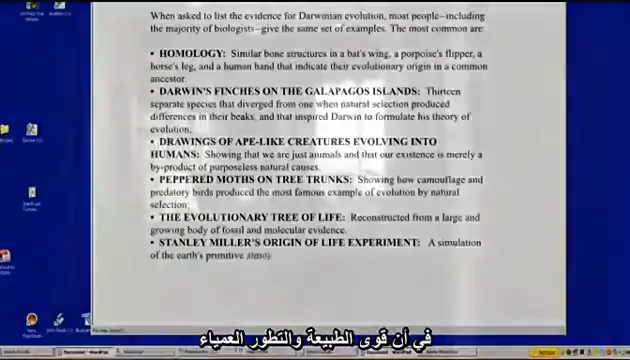 When asked to list the evidence for Darwinian evolution, most people--including
the majority of biologists--give the same set of examples. The most common are:
• HOMOLOGY: Similar bone structures in a bat's wing, a porpoise's flipper, a
horse's leg, and a human hand that indicate their evolutionary origin in a common
ancestor.
• DARWIN'S FINCHES ON THE GALAPAGOS ISLANDS: Thirteen
separate species that diverged from one when natural selection produced
differences in their beaks, and that inspired Darwin to formulate his theory of
evolution;
• DRAWINGS OF APE-LIKE CREATURES EVOLVING INTO
HUMANS: Showing that we are just animals and that our existence is merely a
by-product of purposeless natural causes.
• PEPPERED MOTHS ON TREE TRUNKS: Showing how camouflage and
predatory birds produced the most famous example of evolution by natural
selection;
• THE EVOLUTIONARY TREE OF LIFE: Reconstructed from a large and
growing body of fossil and molecular evidence.
• STANLEY MILLER'S ORIGIN OF LIFE EXPERIMENT: A simulation
of the earth's primitive atmos
في أن قوى الطبيعة والتطور العمياء